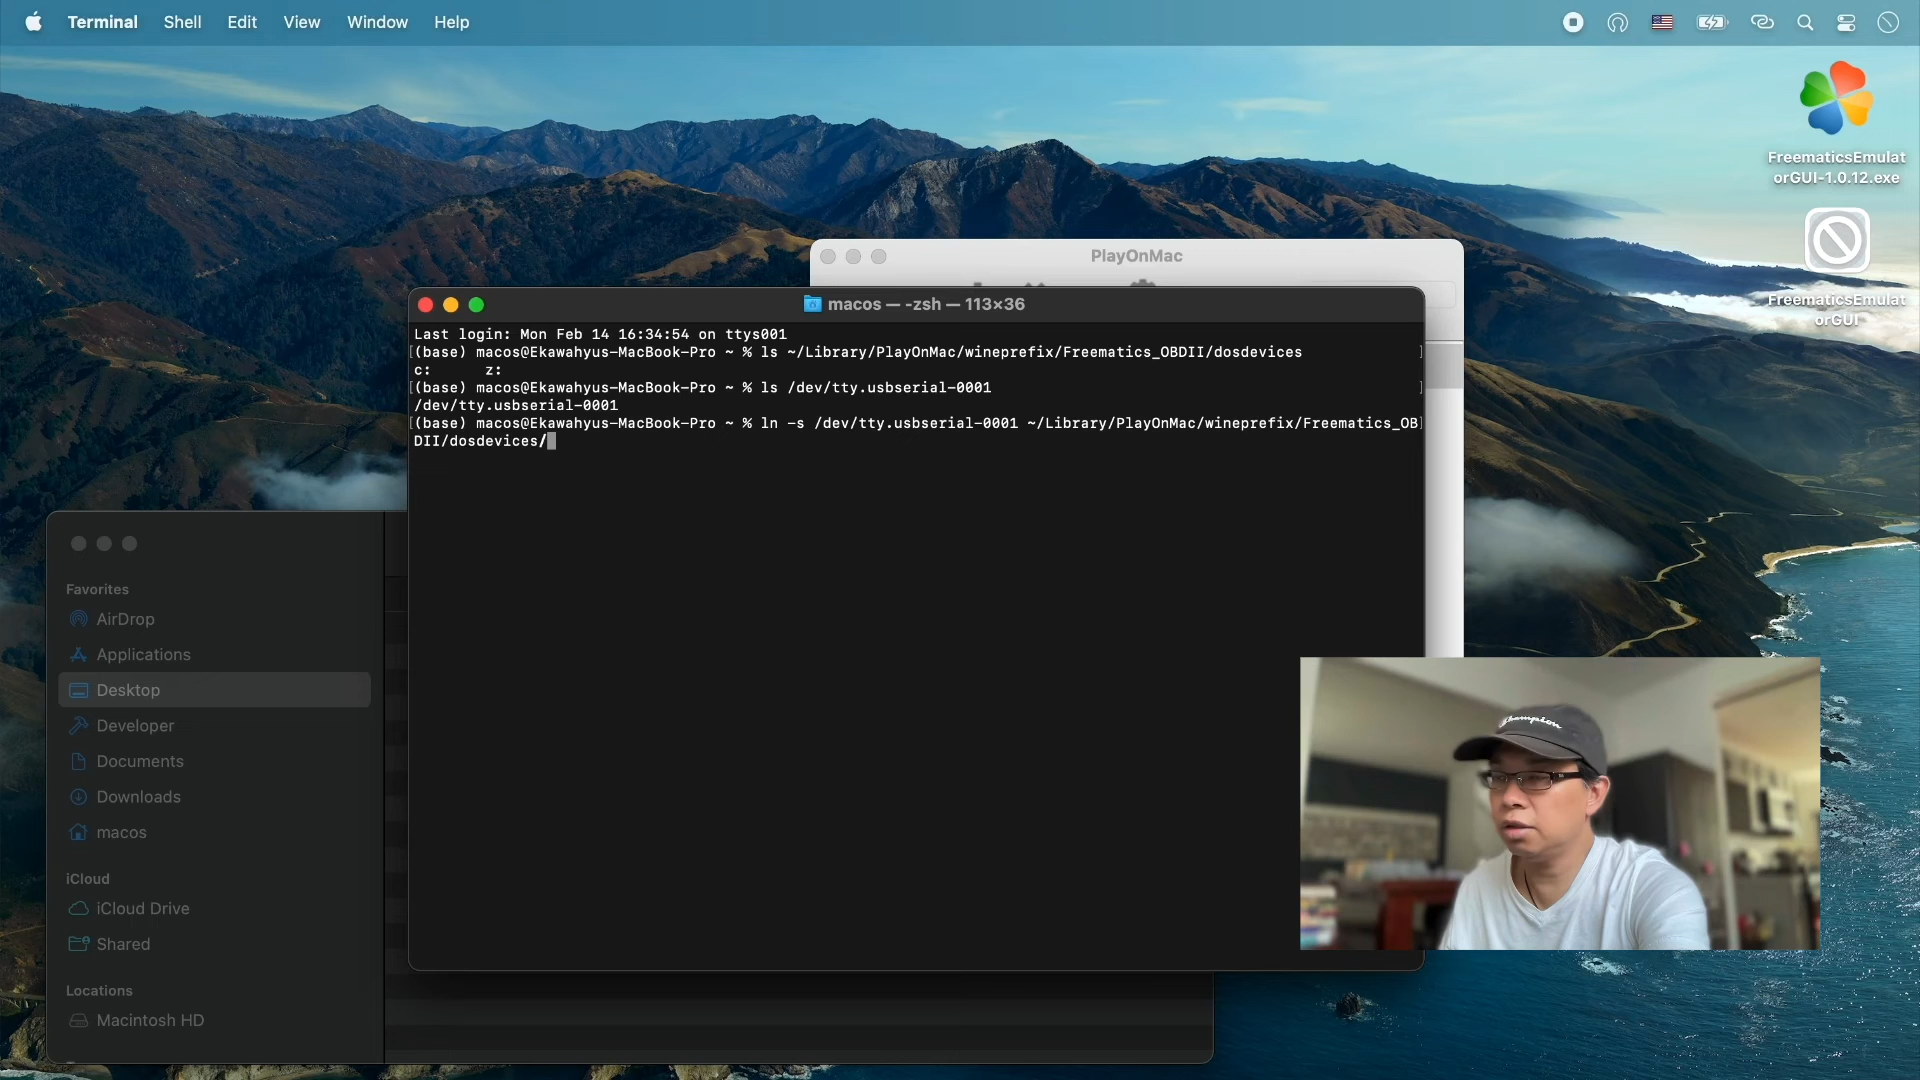 Terminal Shell Edit View Window Help
FreematicsEmulat
orGUI-1.0.12.exe
FreematicsEmulat
orGUI
PlayOnMac
macos — -zsh — 113×36
Last login: Mon Feb 14 16:34:54 on ttys001
[(base) macos@Ekawahyus-MacBook-Pro ~ % ls ~/Library/PlayOnMac/wineprefix/Freematics_OBDII/dosdevices ]
c: z:
[(base) macos@Ekawahyus-MacBook-Pro ~ % ls /dev/tty.usbserial-0001 ]
/dev/tty.usbserial-0001
[(base) macos@Ekawahyus-MacBook-Pro ~ % ln -s /dev/tty.usbserial-0001 ~/Library/PlayOnMac/wineprefix/Freematics_OB]
DII/dosdevices/
Favorites
AirDrop
Applications
Desktop
Developer
Documents
Downloads
macos
iCloud
iCloud Drive
Shared
Locations
Macintosh HD
Champion